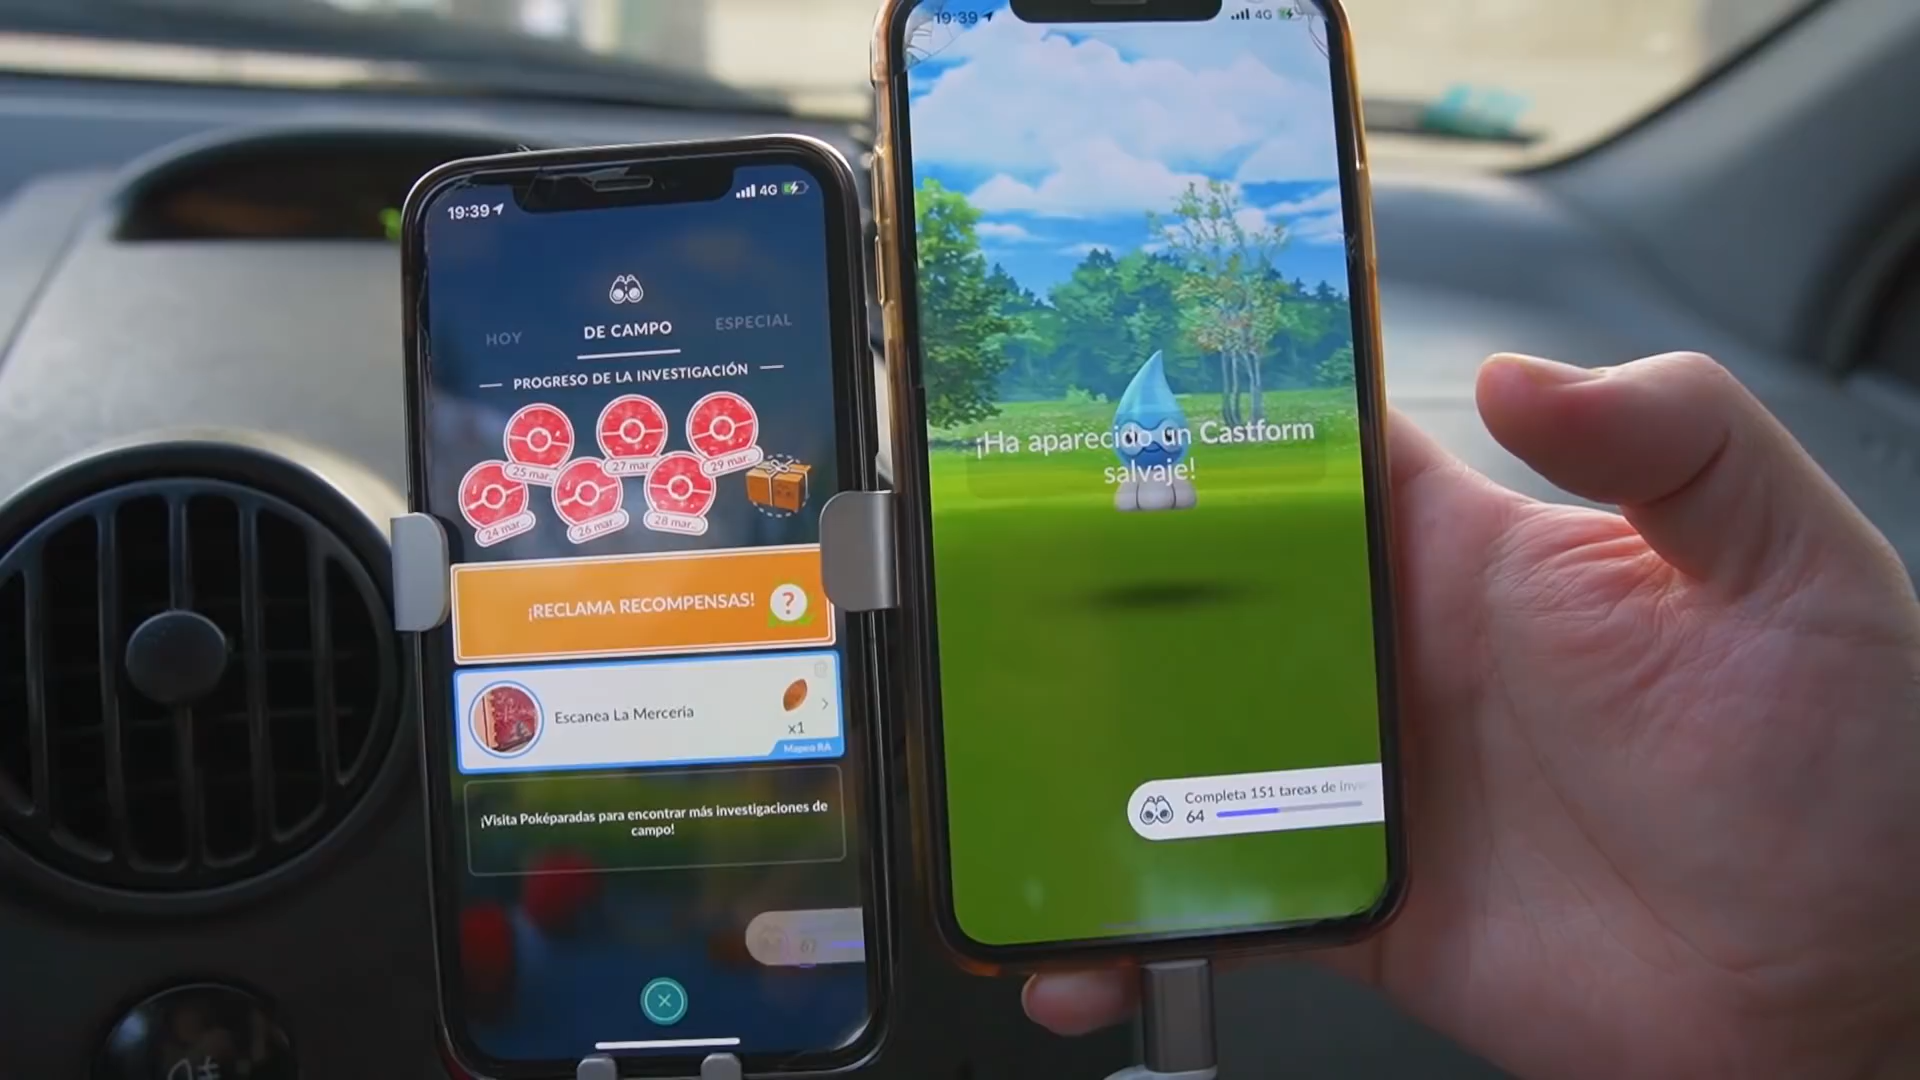 19:39
4G
HOY
DE CAMPO
ESPECIAL
PROGRESO DE LA INVESTIGACIÓN
25 mar..
27 mar..
29 mar..
24 mar..
26 mar..
28 mar..
¡RECLAMA RECOMPENSAS!
?
Escanea La Merceria
x1
Mapeo RA
¡Visita Poképaradas para encontrar más investigaciones de
campo!
19:39
4G
¡Ha aparecido un Castform
salvaje!
Completa 151 tareas de
64